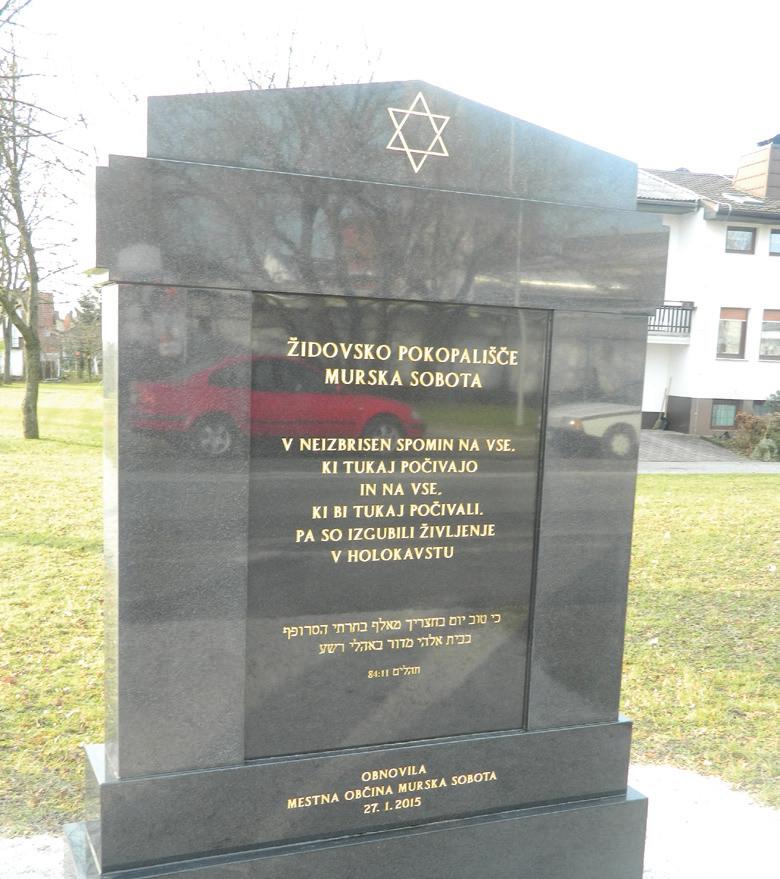 ŽIDOVSKO POKOPALIŠČE
MURSKA SOBOTA
V NEIZBRISEN SPOMIN NA VSE,
KI TUKAJ POČIVAJO
IN NA VSE,
KI BI TUKAJ POČIVALI,
PA SO IZGUBILI ŽIVLJENJE
V HOLOKAVSTU
כי טוב יום בחצריך מאלף בחרתי הסתופף
בבית אלהי מדור באהלי רשע
תהלים 84:11
OBNOVILA
MESTNA OBČINA MURSKA SOBOTA
27. 1. 2015